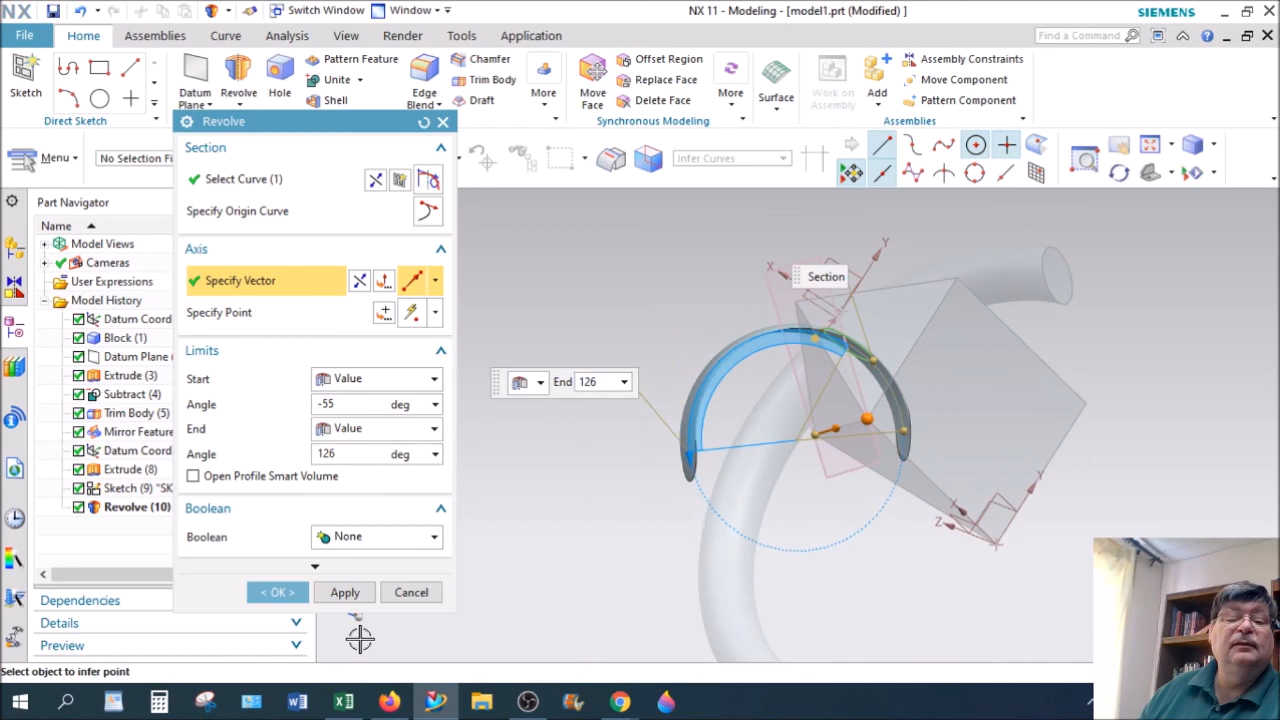 NX
Switch Window
Window
NX 11 - Modeling - [model1.prt (Modified) ]
SIEMENS
File
Home
Assemblies
Curve
Analysis
View
Render
Tools
Application
Find a Command
Sketch
Datum
Plane
Revolve
Hole
Pattern Feature
Unite
Shell
Edge
Blend
Chamfer
Trim Body
Draft
More
Move
Face
Offset Region
Replace Face
Delete Face
More
Surface
Work on
Assembly
Add
Assembly Constraints
Move Component
Pattern Component
Direct Sketch
Synchronous Modeling
Assemblies
Menu
No Selection Fi
Infer Curves
Part Navigator
Name
Model Views
Cameras
User Expressions
Model History
Datum Coord
Block (1)
Datum Plane
Extrude (3)
Subtract (4)
Trim Body (5)
Mirror Feature
Datum Coord
Extrude (8)
Sketch (9) "SK
Revolve (10)
Dependencies
Details
Preview
Revolve
Section
Select Curve (1)
Specify Origin Curve
Axis
Specify Vector
Specify Point
Limits
Start
Value
Angle
-55 deg
End
Value
Angle
126 deg
Open Profile Smart Volume
Boolean
Boolean
None
< OK >
Apply
Cancel
Section
End 126
X
Y
X
Y
Z
Select object to infer point